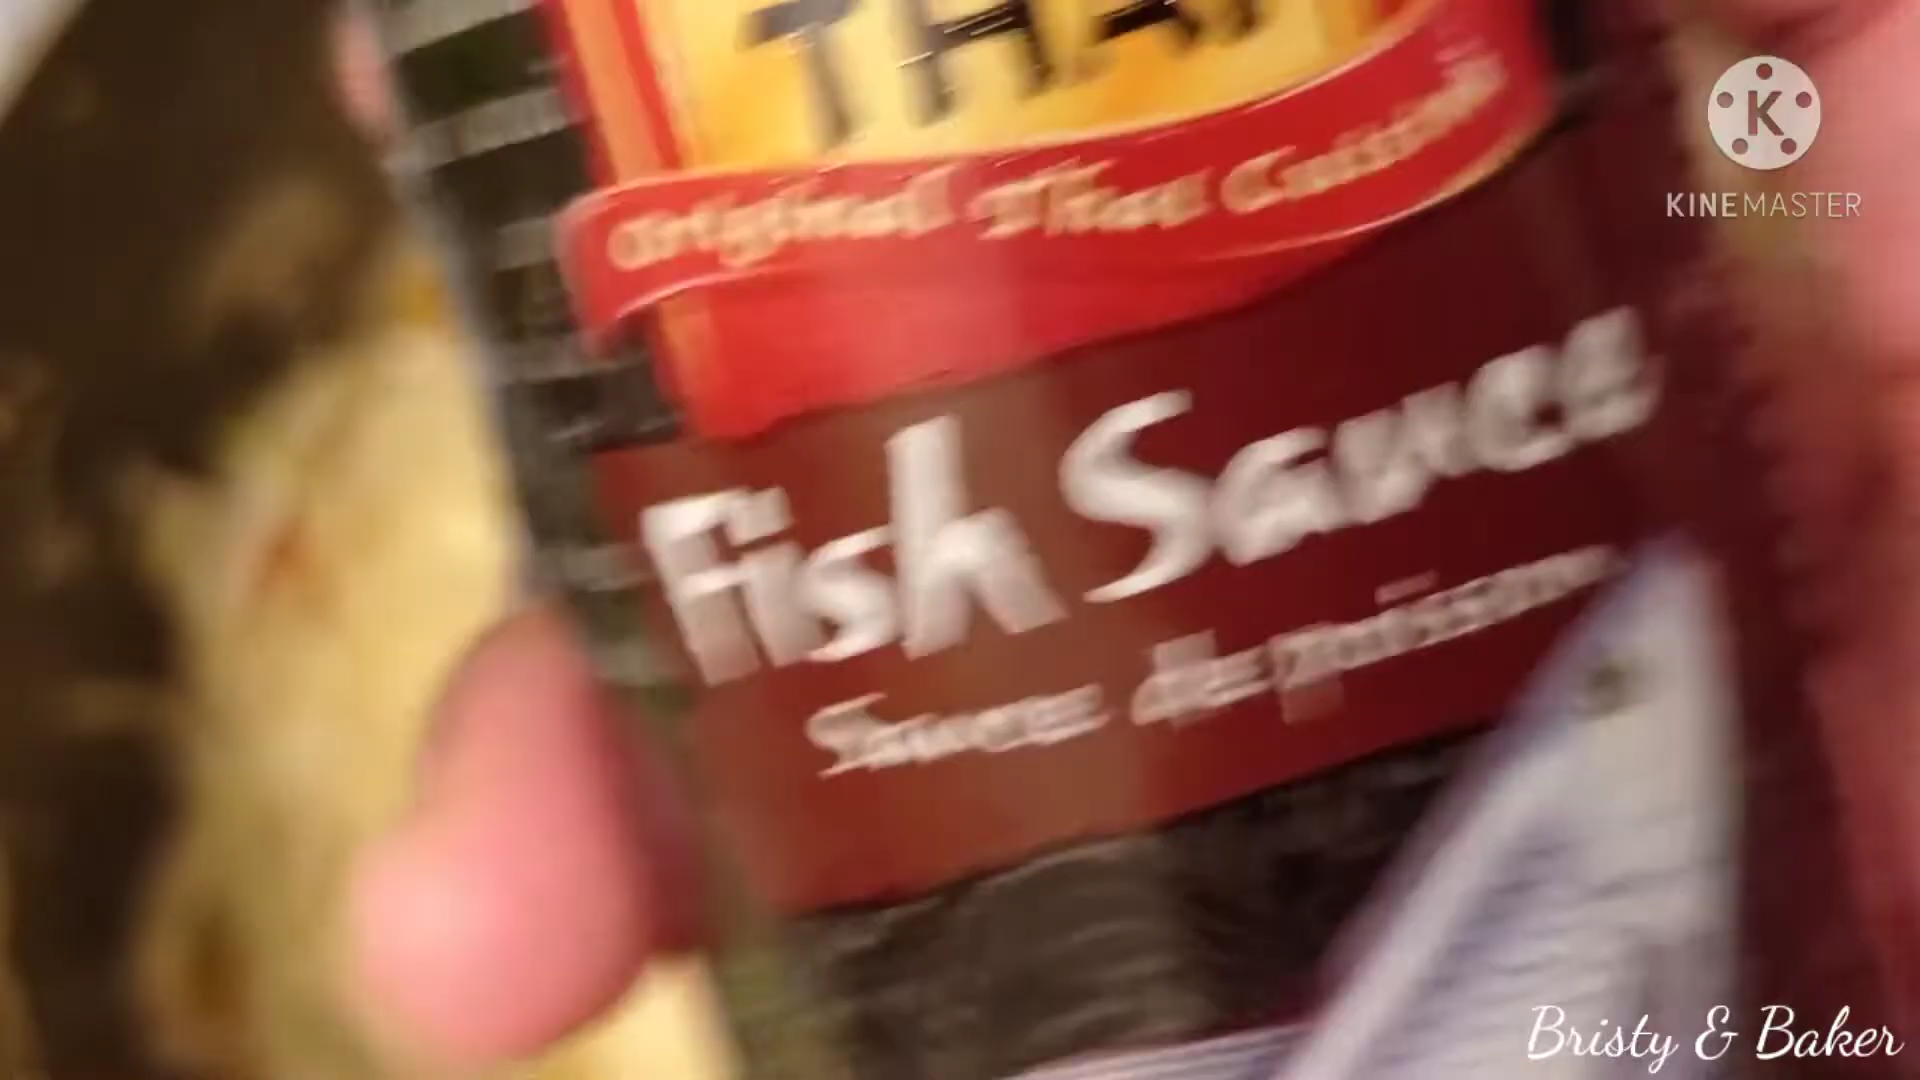 THAI
Original Thai Cuisine
Fish Sauce
Sauce de poisson
K
KINEMASTER
Bristy & Baker